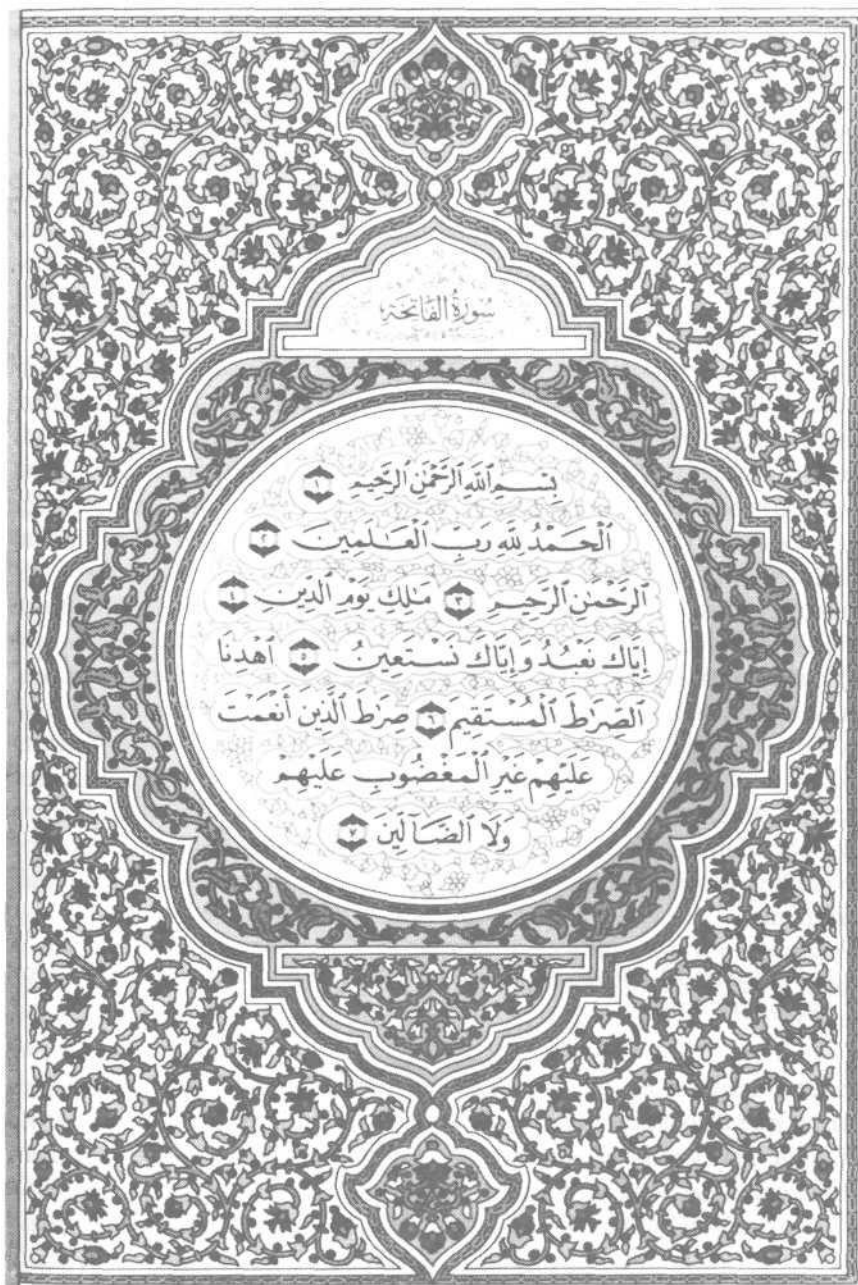 سُورَةُ الفَاتِحَةِ
بِسْمِ ٱللَّهِ ٱلرَّحْمَٰنِ ٱلرَّحِيمِ ١
ٱلْحَمْدُ لِلَّهِ رَبِّ ٱلْعَٰلَمِينَ ٢
ٱلرَّحْمَٰنِ ٱلرَّحِيمِ ٣ مَٰلِكِ يَوْمِ ٱلدِّينِ ٤
إِيَّاكَ نَعْبُدُ وَإِيَّاكَ نَسْتَعِينُ ٥ ٱهْدِنَا
ٱلصِّرَٰطَ ٱلْمُسْتَقِيمَ ٦ صِرَٰطَ ٱلَّذِينَ أَنْعَمْتَ
عَلَيْهِمْ غَيْرِ ٱلْمَغْضُوبِ عَلَيْهِمْ
وَلَا ٱلضَّآلِّينَ ٧